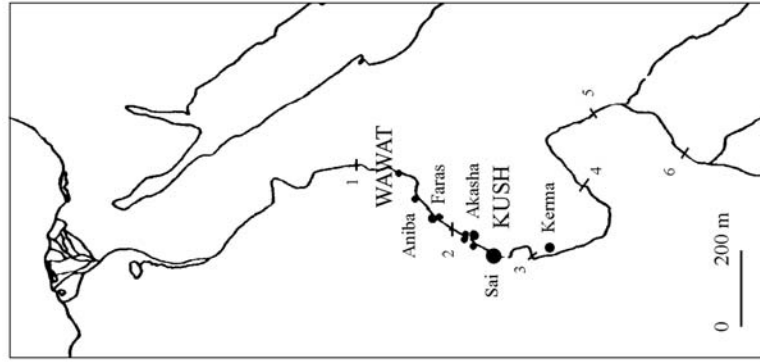 1
WAWAT
Aniba
Faras
2
Akasha
KUSH
Sai
3
Kerma
4
5
6
0 200 m